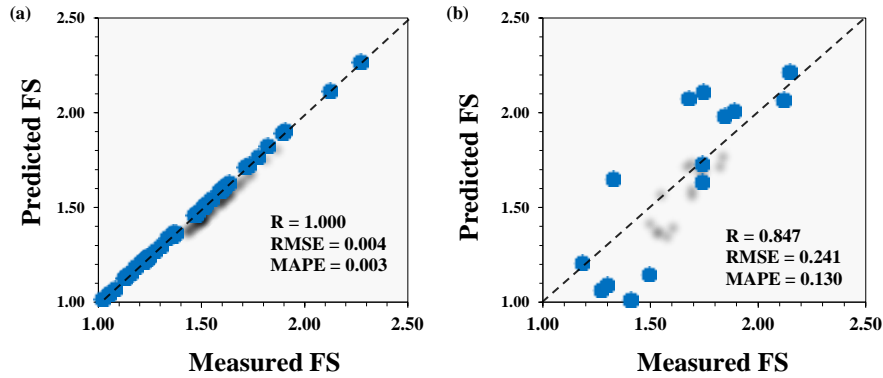 (a)
2.50
2.00
1.50
1.00
Predicted FS
R = 1.000
RMSE = 0.004
MAPE = 0.003
1.00 1.50 2.00 2.50
Measured FS
(b)
2.50
2.00
1.50
1.00
Predicted FS
R = 0.847
RMSE = 0.241
MAPE = 0.130
1.00 1.50 2.00 2.50
Measured FS